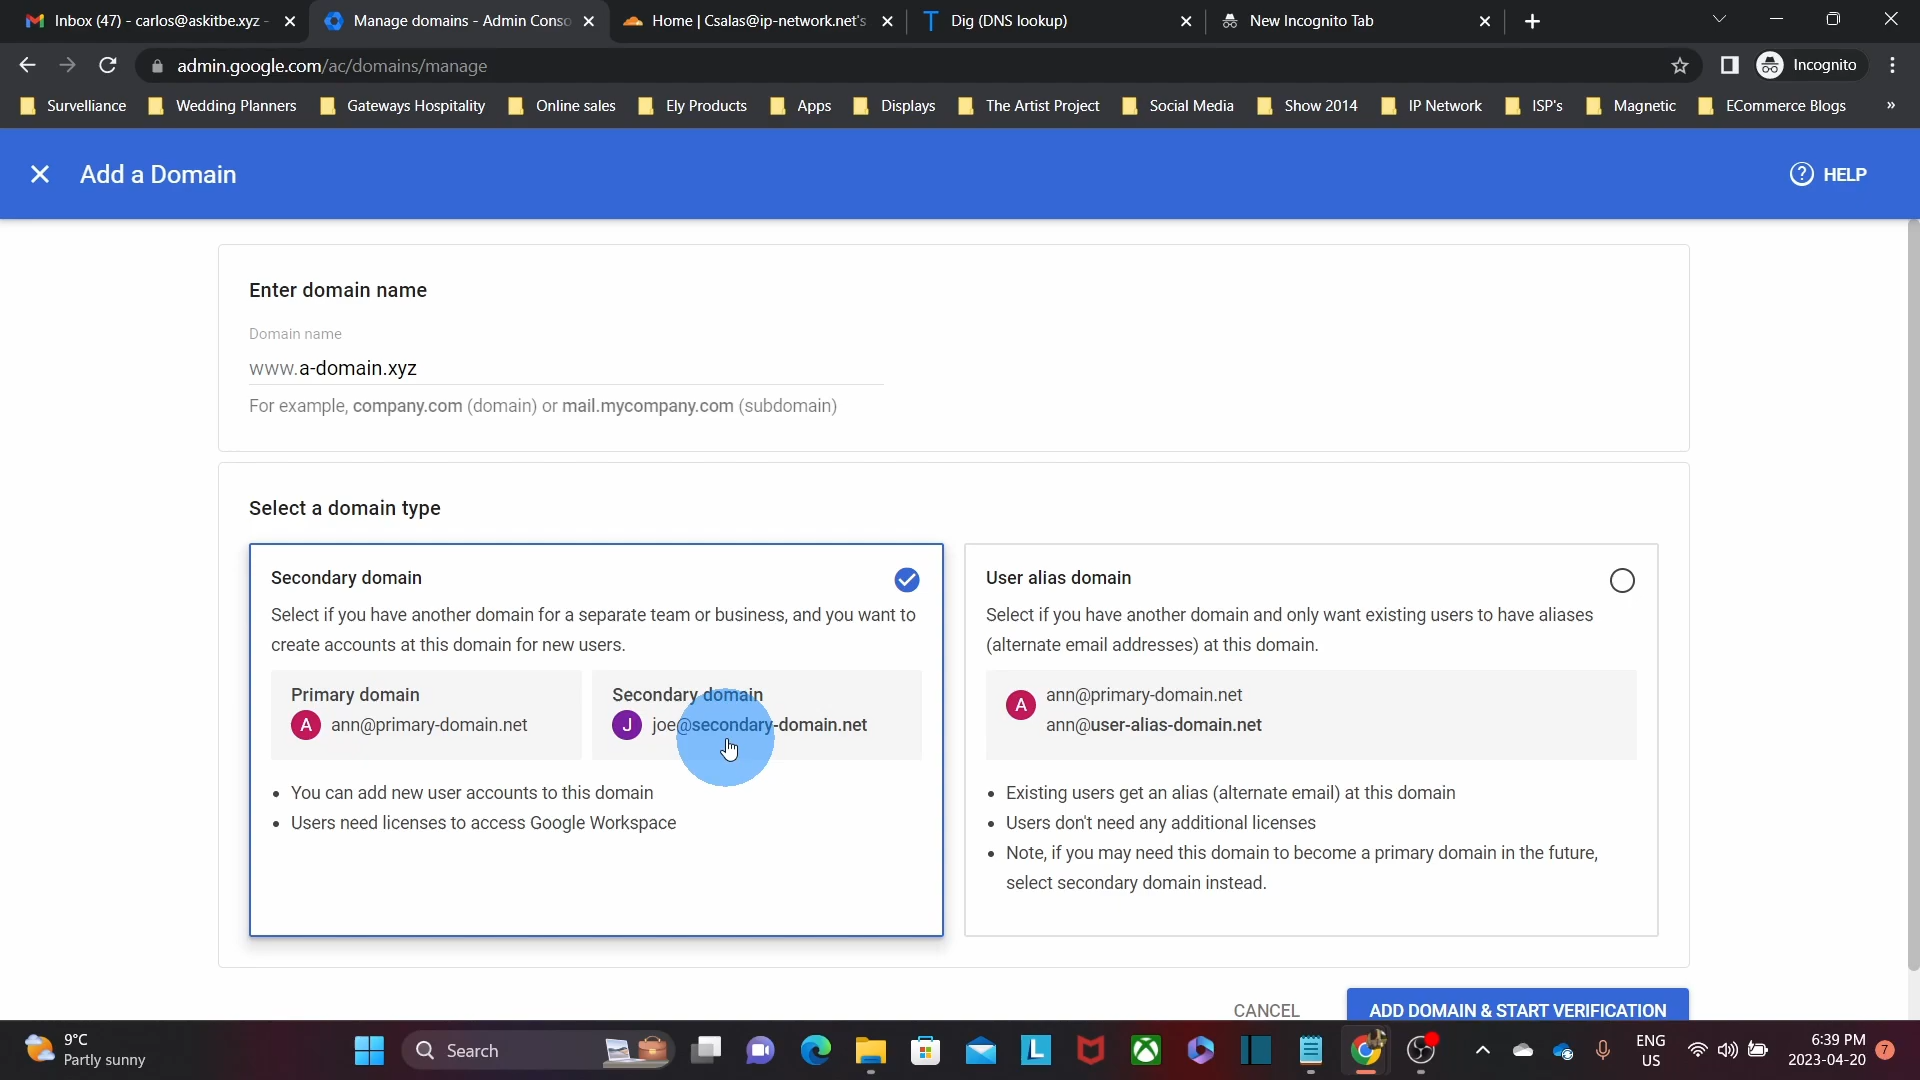 Inbox (47) - carlos@askitbe.xyz -
Manage domains - Admin Conso
Home | Csalas@ip-network.net's
Dig (DNS lookup)
New Incognito Tab
admin.google.com/ac/domains/manage
Incognito
Survelliance
Wedding Planners
Gateways Hospitality
Online sales
Ely Products
Apps
Displays
The Artist Project
Social Media
Show 2014
IP Network
ISP's
Magnetic
ECommerce Blogs
»
Add a Domain
? HELP
Enter domain name
Domain name
www.a-domain.xyz
For example, company.com (domain) or mail.mycompany.com (subdomain)
Select a domain type
Secondary domain
Select if you have another domain for a separate team or business, and you want to
create accounts at this domain for new users.
Primary domain
A ann@primary-domain.net
Secondary domain
J joe@secondary-domain.net
• You can add new user accounts to this domain
• Users need licenses to access Google Workspace
User alias domain
Select if you have another domain and only want existing users to have aliases
(alternate email addresses) at this domain.
A
ann@primary-domain.net
ann@user-alias-domain.net
• Existing users get an alias (alternate email) at this domain
• Users don't need any additional licenses
• Note, if you may need this domain to become a primary domain in the future,
select secondary domain instead.
CANCEL
ADD DOMAIN & START VERIFICATION
9°C
Partly sunny
Search
L
ENG
US
6:39 PM
2023-04-20
7